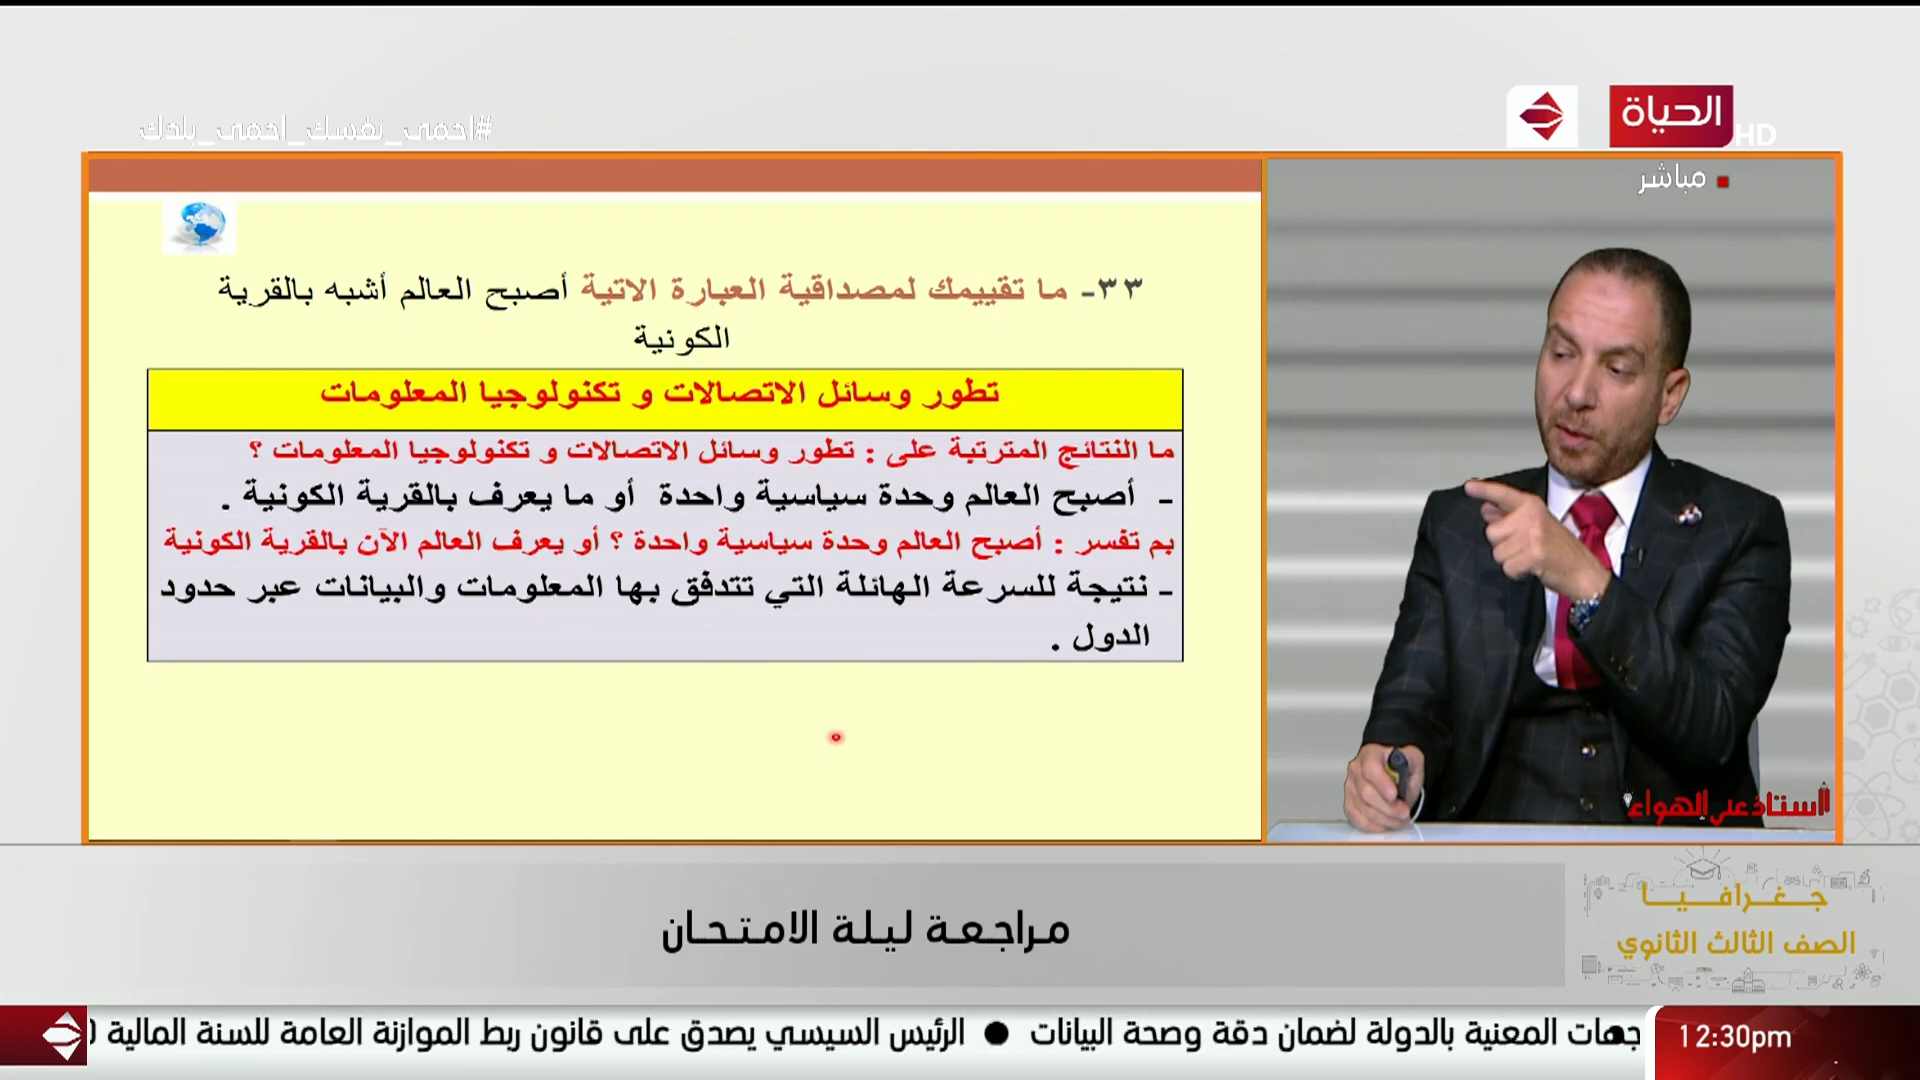 #احمى_نفسك_احمى_بلدك
الحياة
HD
مباشر
٣٣- ما تقييمك لمصداقية العبارة الاتية أصبح العالم أشبه بالقرية
الكونية
تطور وسائل الاتصالات و تكنولوجيا المعلومات
ما النتائج المترتبة على : تطور وسائل الاتصالات و تكنولوجيا المعلومات ؟
- أصبح العالم وحدة سياسية واحدة أو ما يعرف بالقرية الكونية .
بم تفسر : أصبح العالم وحدة سياسية واحدة ؟ أو يعرف العالم الآن بالقرية الكونية
- نتيجة للسرعة الهائلة التي تتدفق بها المعلومات والبيانات عبر حدود
الدول .
أستاذ على الهواء
جغرافيا
الصف الثالث الثانوي
مراجعة ليلة الامتحان
المعنية بالدولة لضمان دقة وصحة البيانات ● الرئيس السيسي يصدق على قانون ربط الموازنة العامة للسنة المالية
12:30pm